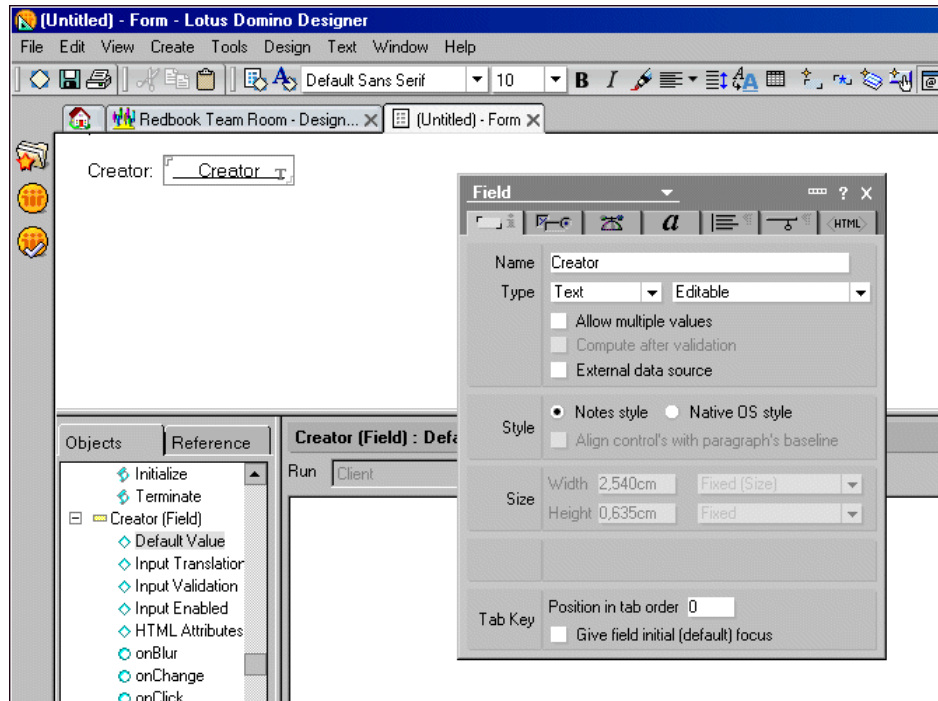 (Untitled) - Form - Lotus Domino Designer
File Edit View Create Tools Design Text Window Help
Default Sans Serif 10 B I
Redbook Team Room - Design... (Untitled) - Form
Creator: Creator T
Field ? X
a <HTML>
Name Creator
Type Text Editable
Allow multiple values
Compute after validation
External data source
Style Notes style Native OS style
Align control's with paragraph's baseline
Size Width 2,540cm Fixed (Size)
Height 0,635cm Fixed
Tab Key Position in tab order 0
Give field initial (default) focus
Objects Reference
Initialize
Terminate
Creator (Field)
Default Value
Input Translation
Input Validation
Input Enabled
HTML Attributes
onBlur
onChange
onClick
Creator (Field) : Defa
Run Client